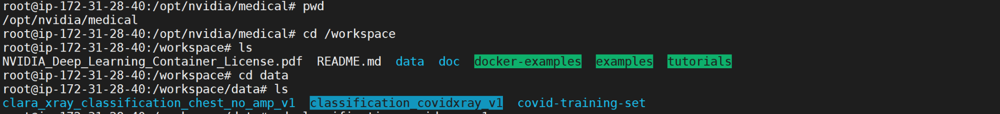 root@ip-172-31-28-40:/opt/nvidia/medical# pwd
/opt/nvidia/medical
root@ip-172-31-28-40:/opt/nvidia/medical# cd /workspace
root@ip-172-31-28-40:/workspace# ls
NVIDIA_Deep_Learning_Container_License.pdf  README.md  data  doc  docker-examples  examples  tutorials
root@ip-172-31-28-40:/workspace# cd data
root@ip-172-31-28-40:/workspace/data# ls
clara_xray_classification_chest_no_amp_v1  classification_covidxray_v1  covid-training-set